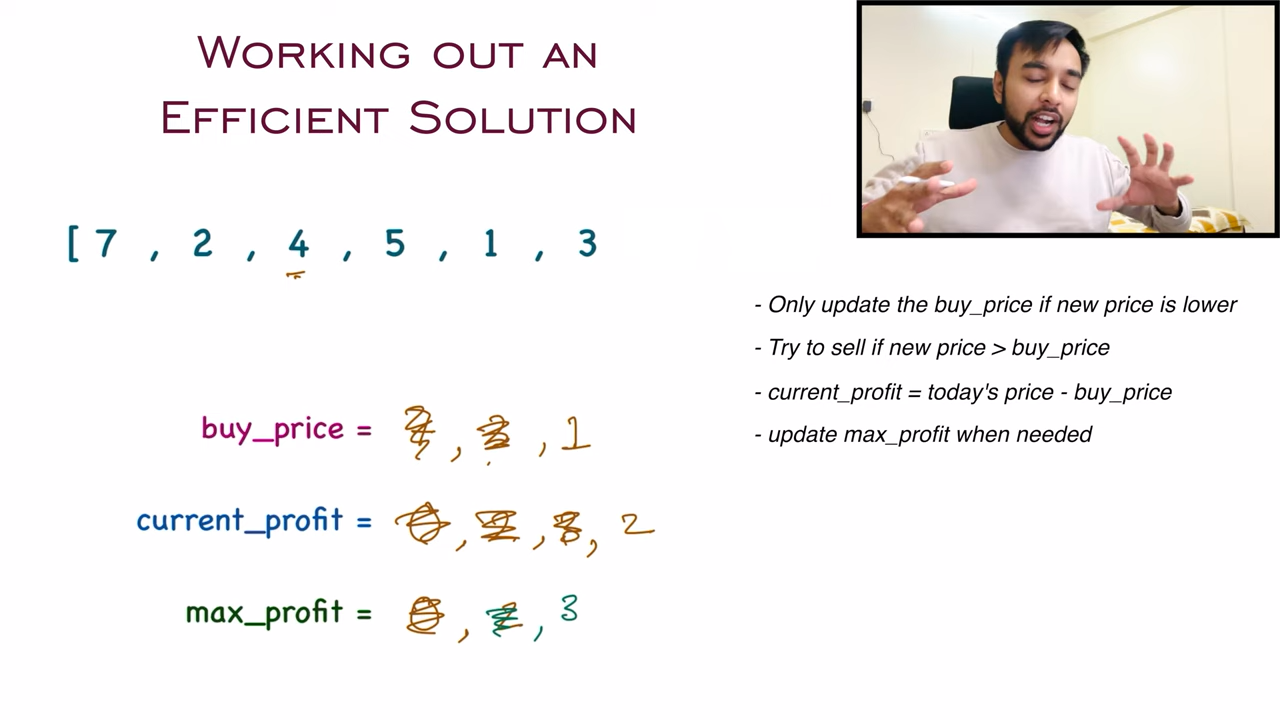 WORKING OUT AN
EFFICIENT SOLUTION
[ 7 , 2 , 4 , 5 , 1 , 3
- Only update the buy_price if new price is lower
- Try to sell if new price > buy_price
- current_profit = today's price - buy_price
- update max_profit when needed
buy_price = , , 1
current_profit = 0, 2, 3, 2
max_profit = 0, 2, 3